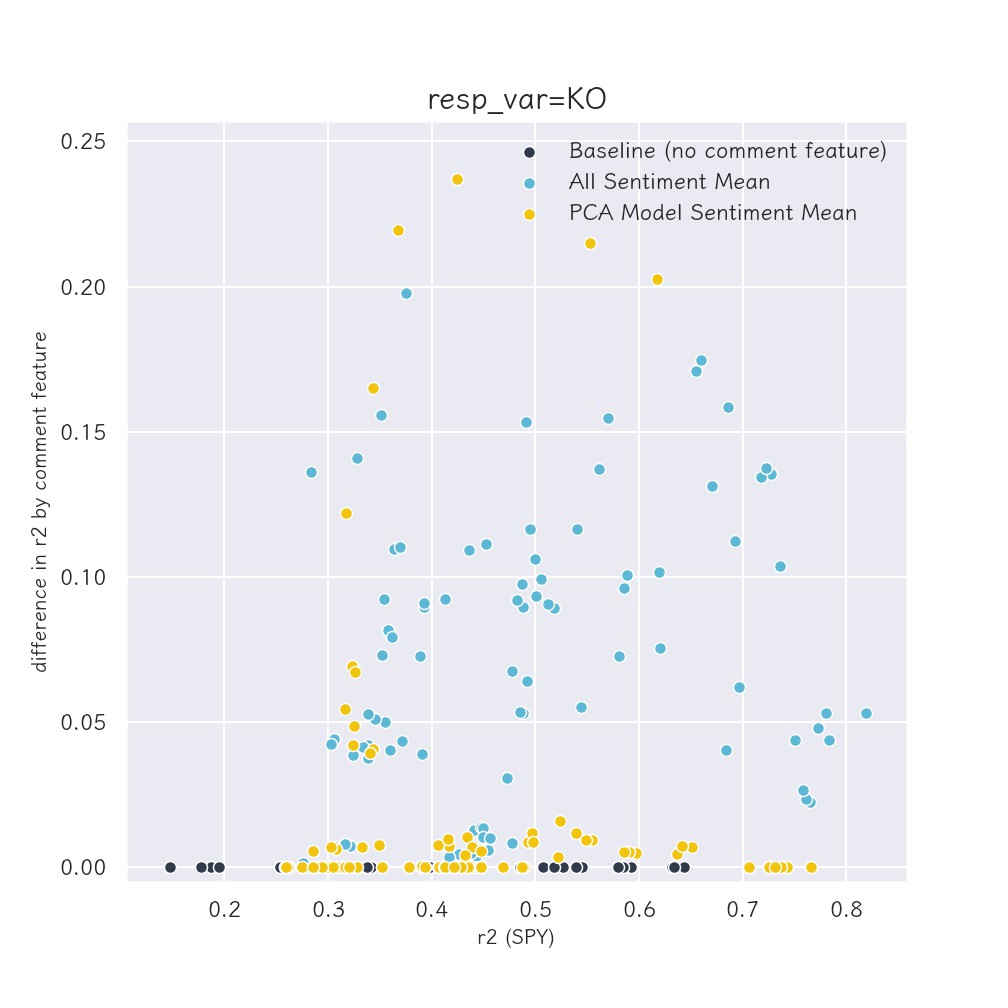 resp_var=KO
Baseline (no comment feature)
All Sentiment Mean
PCA Model Sentiment Mean
difference in r2 by comment feature
0.25
0.20
0.15
0.10
0.05
0.00
0.2 0.3 0.4 0.5 0.6 0.7 0.8
r2 (SPY)